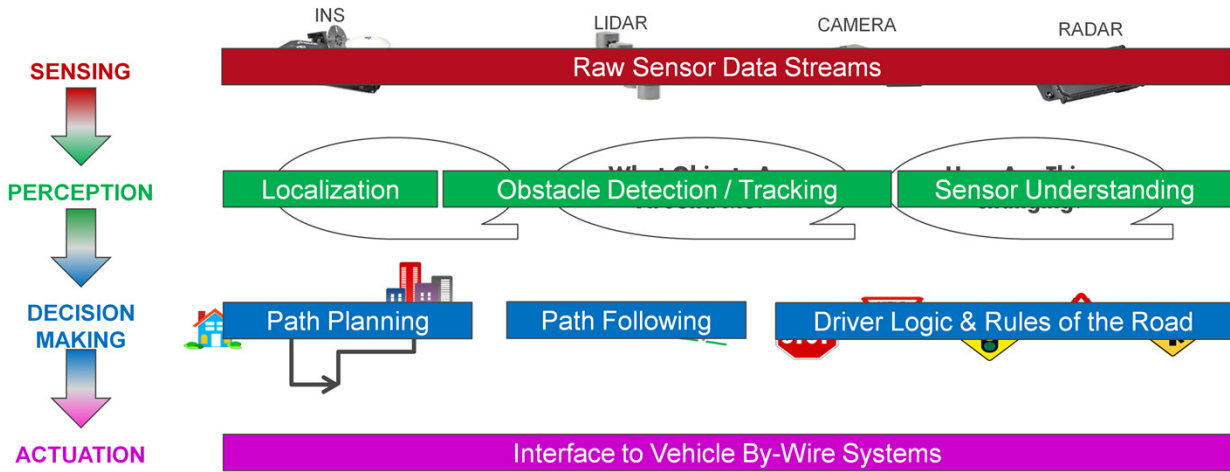 INS
LIDAR
CAMERA
RADAR
SENSING
Raw Sensor Data Streams
PERCEPTION
Localization
Obstacle Detection / Tracking
Sensor Understanding
DECISION
MAKING
Path Planning
Path Following
Driver Logic & Rules of the Road
ACTUATION
Interface to Vehicle By-Wire Systems